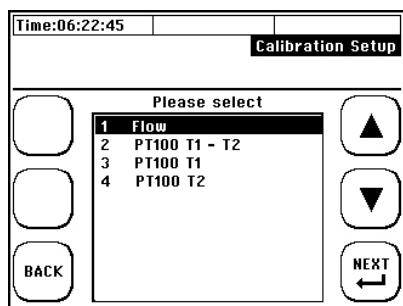 Time:06:22:45
Calibration Setup
Please select
1 Flow
2 PT100 T1 - T2
3 PT100 T1
4 PT100 T2
BACK
NEXT